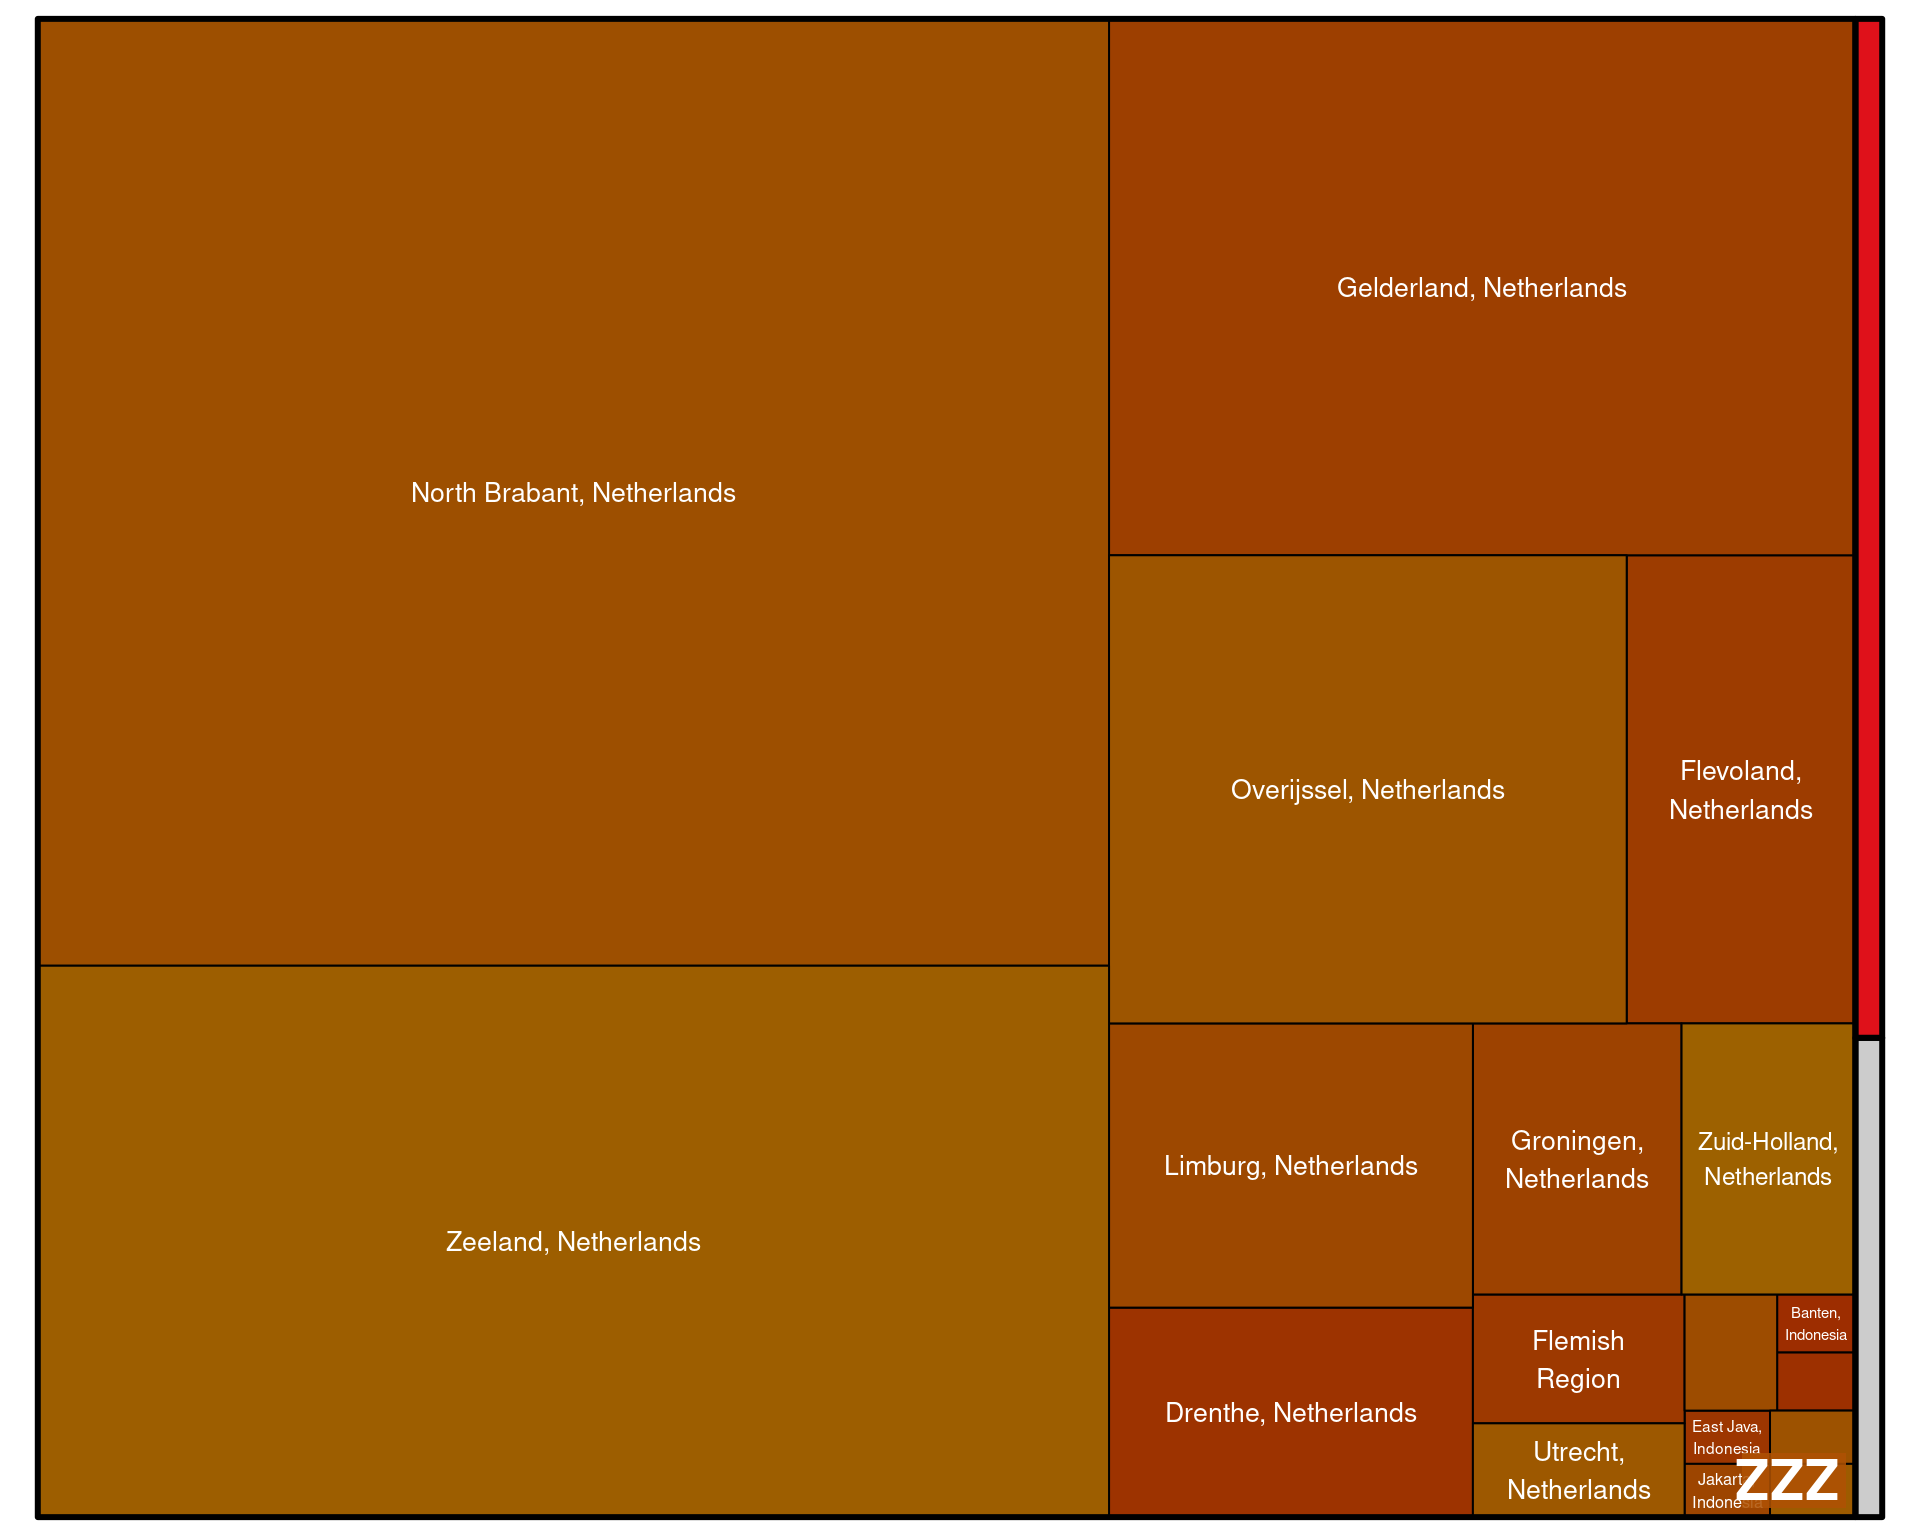 North Brabant, Netherlands
Gelderland, Netherlands
Overijssel, Netherlands
Flevoland,
Netherlands
Zeeland, Netherlands
Limburg, Netherlands
Groningen,
Netherlands
Zuid-Holland,
Netherlands
Drenthe, Netherlands
Flemish
Region
Utrecht,
Netherlands
Banten,
Indonesia
East Java,
Indonesia
ZZZ